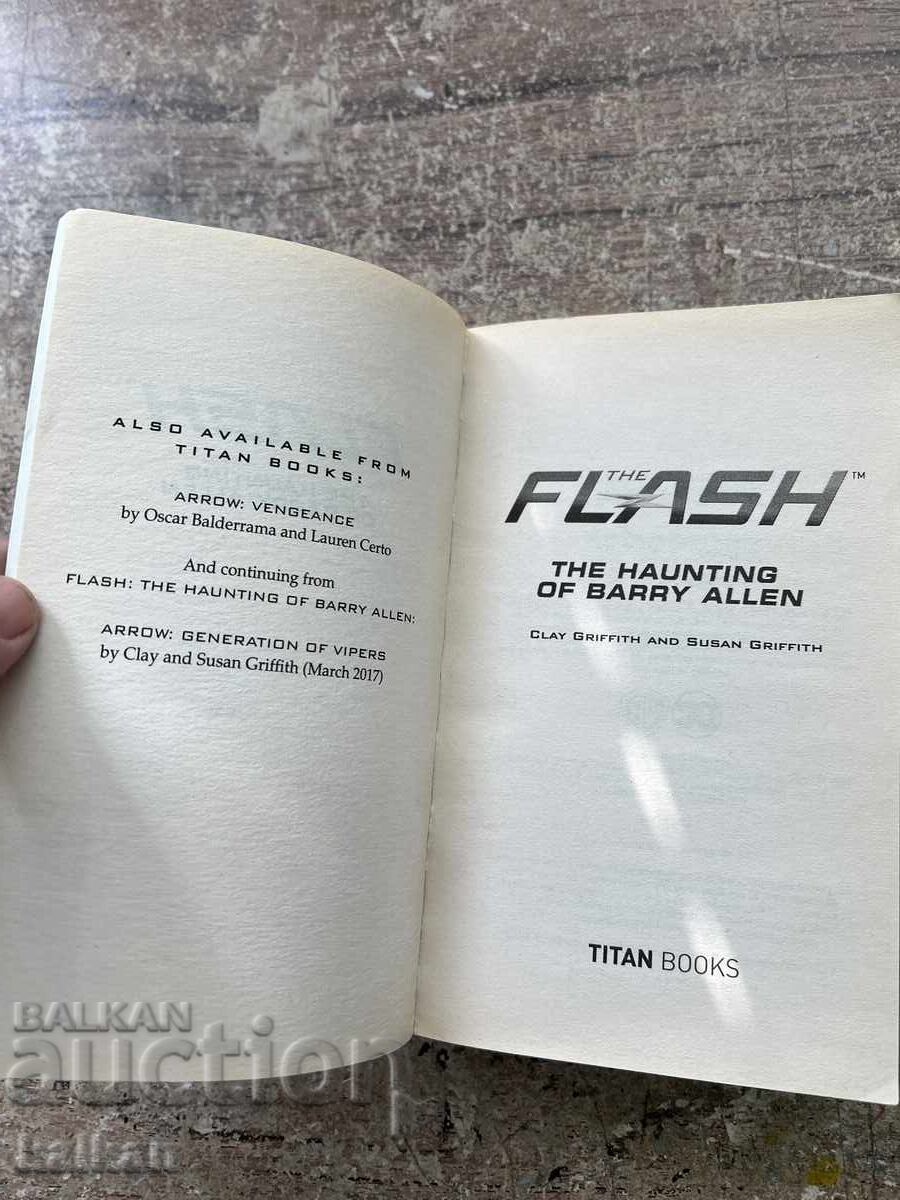 ALSO AVAILABLE FROM
TITAN BOOKS:
ARROW: VENGEANCE
by Oscar Balderrama and Lauren Certo
And continuing from
FLASH: THE HAUNTING OF BARRY ALLEN:
ARROW: GENERATION OF VIPERS
by Clay and Susan Griffith (March 2017)
THE
FLASH™
THE HAUNTING
OF BARRY ALLEN
CLAY GRIFFITH AND SUSAN GRIFFITH
TITAN BOOKS
BALKAN
auction
Lalkan